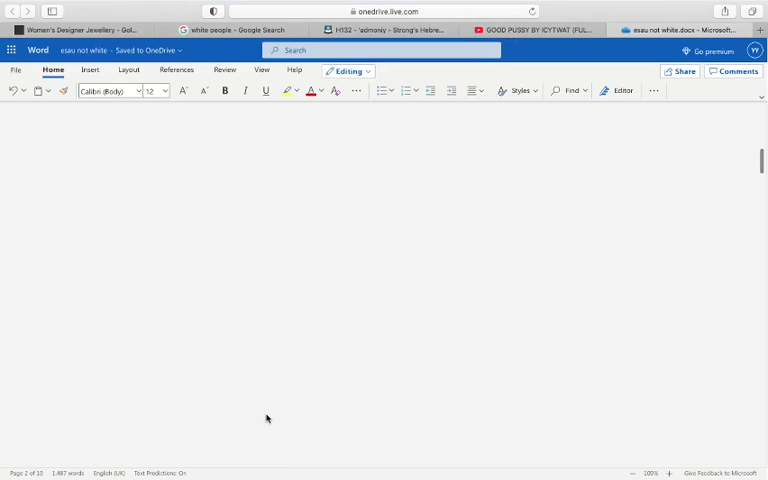 onedrive.live.com
Women's Designer Jewellery - Gol...
white people - Google Search
H132 - 'admoniy - Strong's Hebre...
GOOD PUSSY BY ICYTWAT (FUL...
esau not white.docx - Microsoft...
Word esau not white - Saved to OneDrive Search Go premium YY
File Home Insert Layout References Review View Help Editing Share Comments
Calibri (Body) 12 A A B I U A A Styles Find Editor
Page 2 of 10 1,487 words English (UK) Text Predictions: On 100% Give Feedback to Microsoft